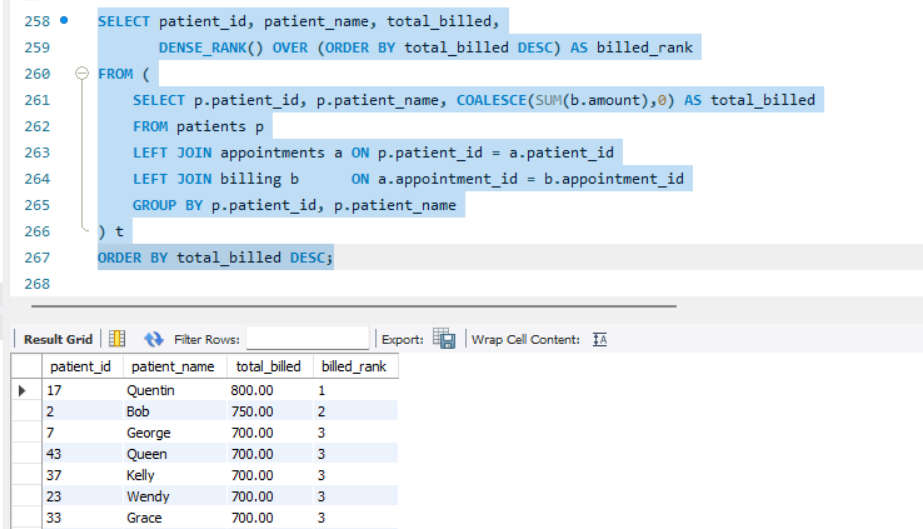 258 SELECT patient_id, patient_name, total_billed,
259 DENSE_RANK() OVER (ORDER BY total_billed DESC) AS billed_rank
260 FROM (
261 SELECT p.patient_id, p.patient_name, COALESCE(SUM(b.amount),0) AS total_billed
262 FROM patients p
263 LEFT JOIN appointments a ON p.patient_id = a.patient_id
264 LEFT JOIN billing b ON a.appointment_id = b.appointment_id
265 GROUP BY p.patient_id, p.patient_name
266 ) t
267 ORDER BY total_billed DESC;
268
Result Grid Filter Rows: Export: Wrap Cell Content:
patient_id patient_name total_billed billed_rank
17 Quentin 800.00 1
2 Bob 750.00 2
7 George 700.00 3
43 Queen 700.00 3
37 Kelly 700.00 3
23 Wendy 700.00 3
33 Grace 700.00 3